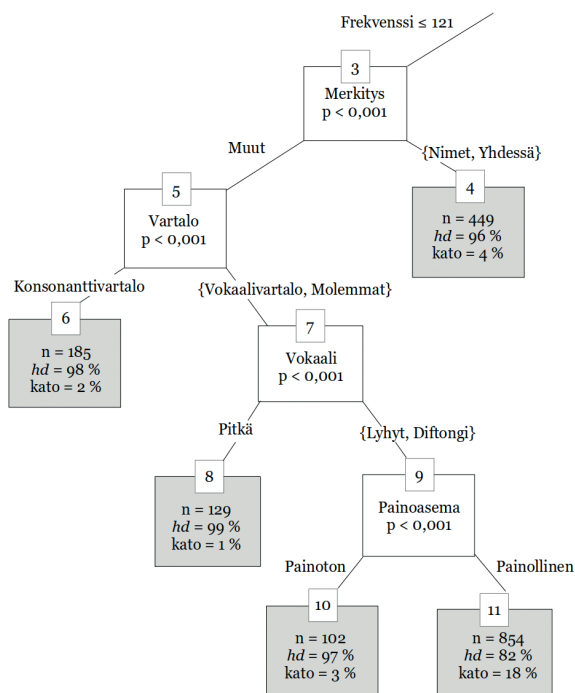 Frekvenssi ≤ 121
3
Merkitys
p < 0,001
Muut
{Nimet, Yhdessä}
5
Vartalo
p < 0,001
4
n = 449
hd = 96 %
kato = 4 %
Konsonanttivartalo
{Vokaalivartalo, Molemmat}
6
n = 185
hd = 98 %
kato = 2 %
7
Vokaali
p < 0,001
Pitkä
{Lyhyt, Diftongi}
8
n = 129
hd = 99 %
kato = 1 %
9
Painoasema
p < 0,001
Painoton
Painollinen
10
n = 102
hd = 97 %
kato = 3 %
11
n = 854
hd = 82 %
kato = 18 %